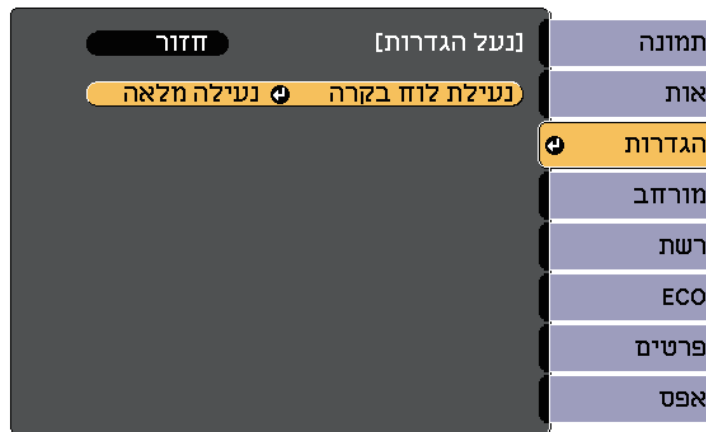 תמונה
אות
הגדרות
מורחב
רשת
ECO
פרטים
אפס
[נעל הגדרות] חזור
נעילת לוח בקרה נעילה מלאה